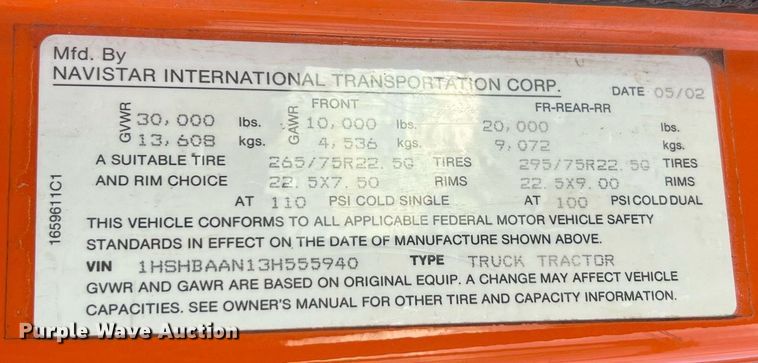 Mfd. By
NAVISTAR INTERNATIONAL TRANSPORTATION CORP. DATE 05/02
FRONT FR-REAR-RR
GVWR 30,000 lbs. GAWR 10,000 lbs. 20,000 lbs.
13,608 kgs. 4,536 kgs. 9,072 kgs.
A SUITABLE TIRE 265/75R22.5G TIRES 295/75R22.5G TIRES
AND RIM CHOICE 22.5X7.50 RIMS 22.5X9.00 RIMS
AT 110 PSI COLD SINGLE AT 100 PSI COLD DUAL
THIS VEHICLE CONFORMS TO ALL APPLICABLE FEDERAL MOTOR VEHICLE SAFETY
STANDARDS IN EFFECT ON THE DATE OF MANUFACTURE SHOWN ABOVE.
VIN 1HSHBAAN13H555940 TYPE TRUCK TRACTOR
GVWR AND GAWR ARE BASED ON ORIGINAL EQUIP. A CHANGE MAY AFFECT VEHICLE
CAPACITIES. SEE OWNER'S MANUAL FOR OTHER TIRE AND CAPACITY INFORMATION.
1659611C1
Purple Wave Auction